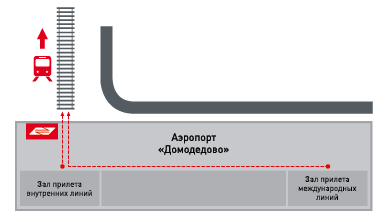 Аэропорт
«Домодедово»
Зал прилета
внутренних линий
Зал прилета
международных
линий